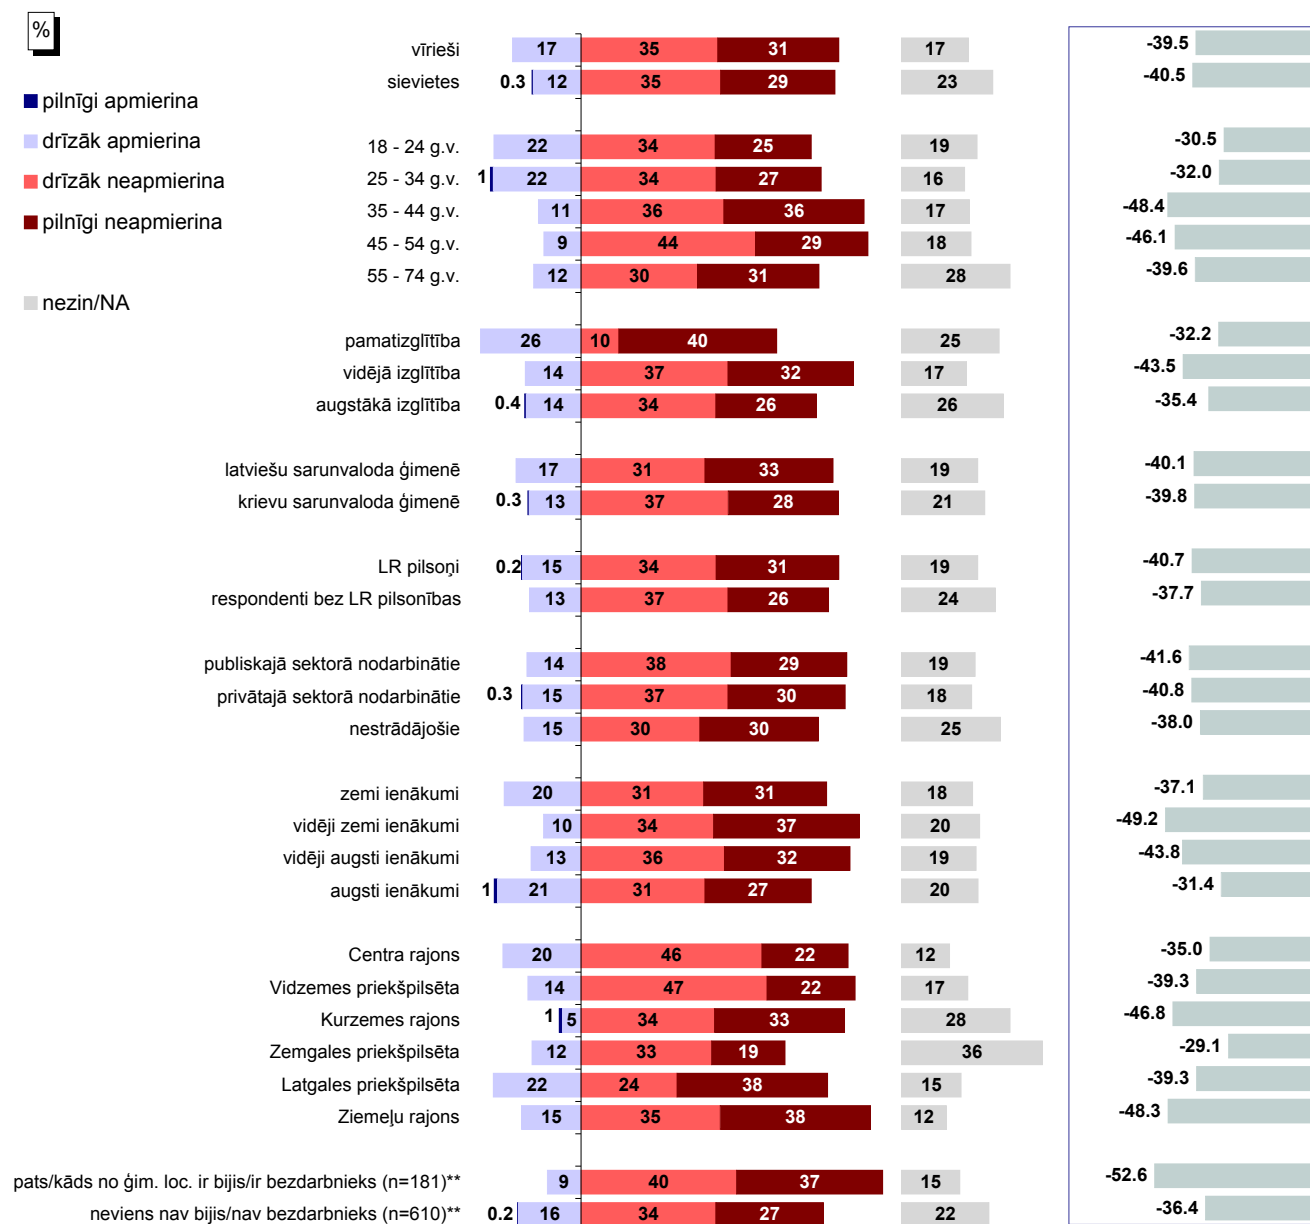 %
pilnīgi apmierina
drīzāk apmierina
drīzāk neapmierina
pilnīgi neapmierina
nezin/NA
vīrieši 17 35 31 17 -39.5
sievietes 0.3 12 35 29 23 -40.5
18 - 24 g.v. 22 34 25 19 -30.5
25 - 34 g.v. 1 22 34 27 16 -32.0
35 - 44 g.v. 11 36 36 17 -48.4
45 - 54 g.v. 9 44 29 18 -46.1
55 - 74 g.v. 12 30 31 28 -39.6
pamatizglītība 26 10 40 25 -32.2
vidējā izglītība 14 37 32 17 -43.5
augstākā izglītība 0.4 14 34 26 26 -35.4
latviešu sarunvaloda ģimenē 17 31 33 19 -40.1
krievu sarunvaloda ģimenē 0.3 13 37 28 21 -39.8
LR pilsoņi 0.2 15 34 31 19 -40.7
respondenti bez LR pilsonības 13 37 26 24 -37.7
publiskajā sektorā nodarbinātie 14 38 29 19 -41.6
privātajā sektorā nodarbinātie 0.3 15 37 30 18 -40.8
nestrādājošie 15 30 30 25 -38.0
zemi ienākumi 20 31 31 18 -37.1
vidēji zemi ienākumi 10 34 37 20 -49.2
vidēji augsti ienākumi 13 36 32 19 -43.8
augsti ienākumi 1 21 31 27 20 -31.4
Centra rajons 20 46 22 12 -35.0
Vidzemes priekšpilsēta 14 47 22 17 -39.3
Kurzemes rajons 1 5 34 33 28 -46.8
Zemgales priekšpilsēta 12 33 19 36 -29.1
Latgales priekšpilsēta 22 24 38 15 -39.3
Ziemeļu rajons 15 35 38 12 -48.3
pats/kāds no ģim. loc. ir bijis/ir bezdarbnieks (n=181)** 9 40 37 15 -52.6
neviens nav bijis/nav bezdarbnieks (n=610)** 0.2 16 34 27 22 -36.4